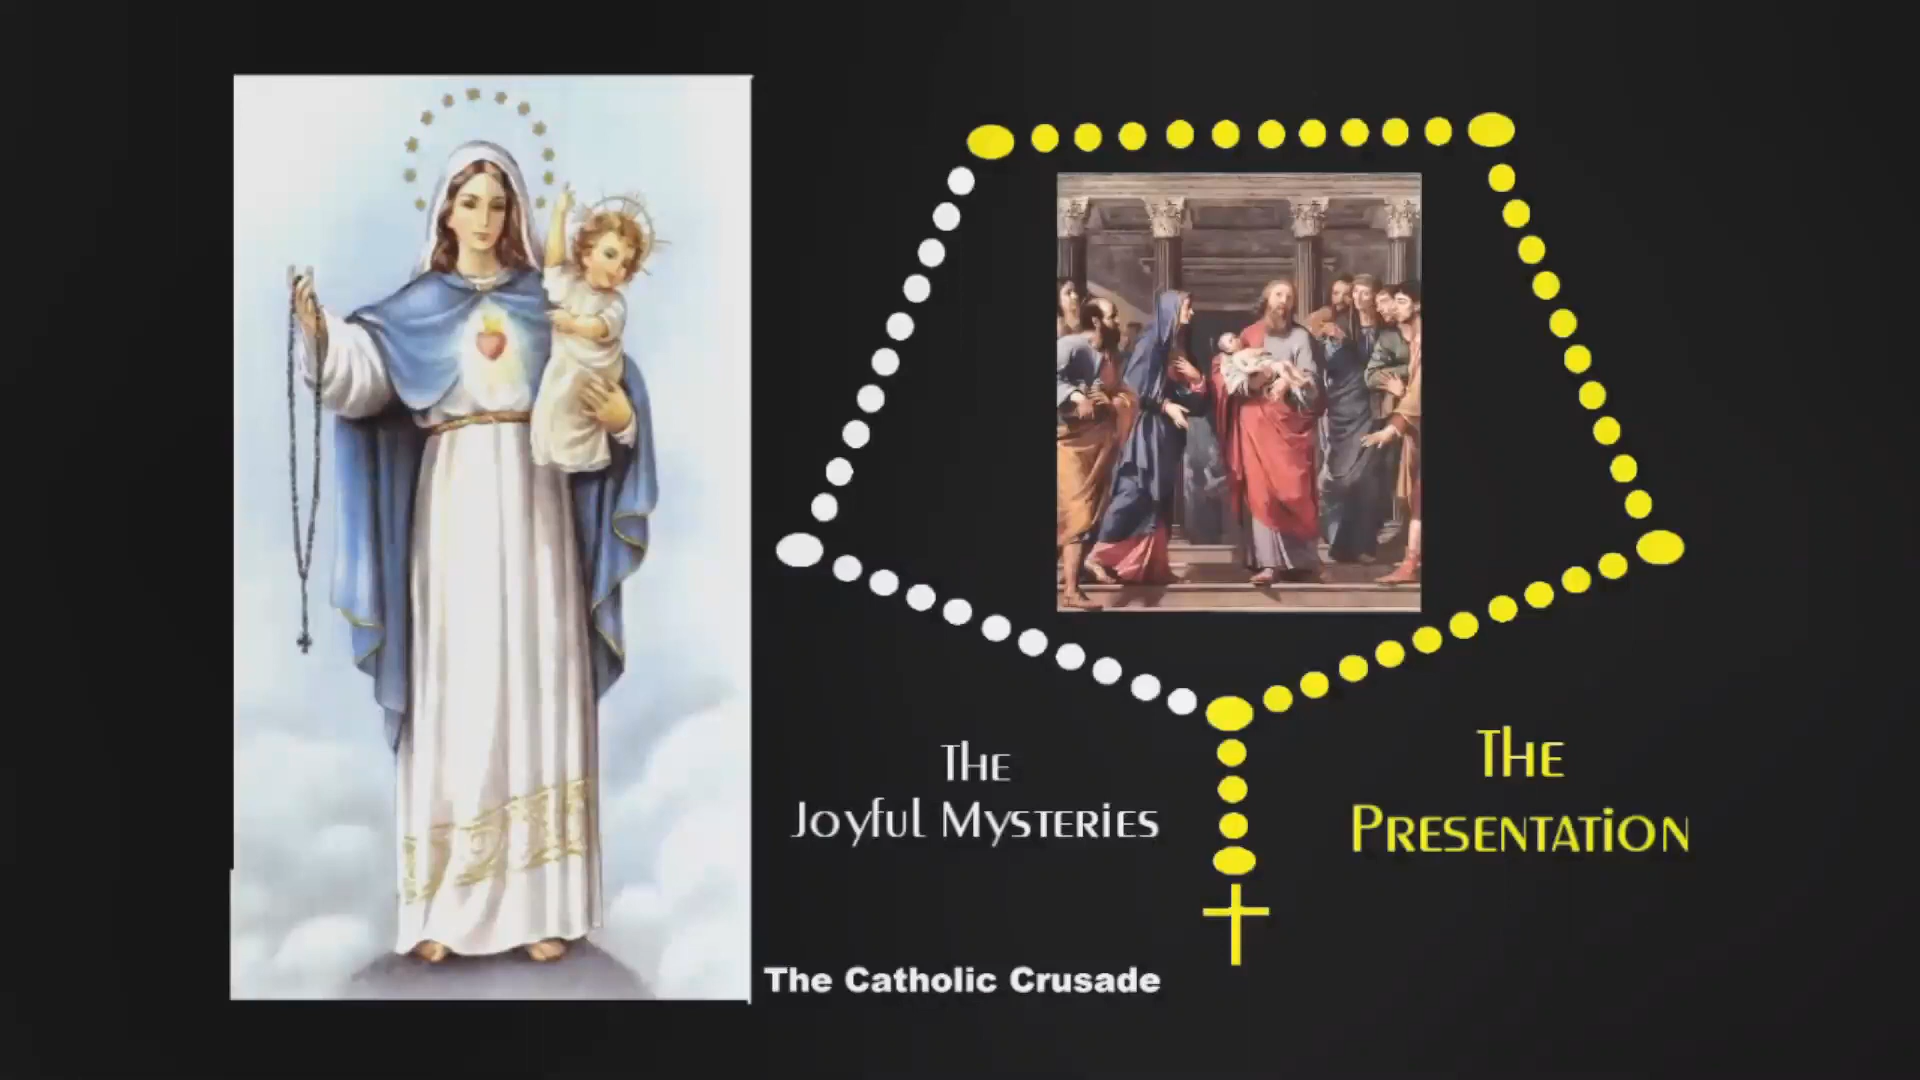 The
Joyful Mysteries
The
Presentation
The Catholic Crusade